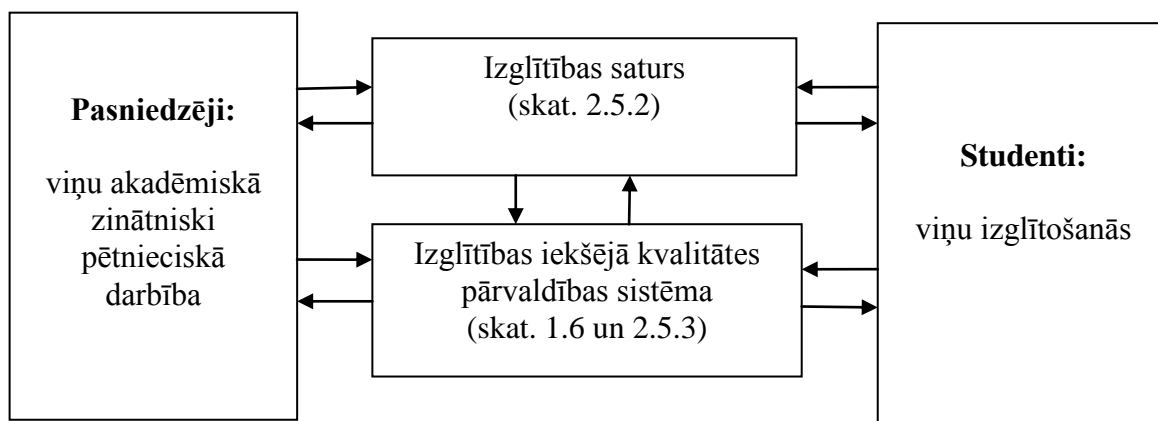 Pasniedzēji:
viņu akadēmiskā
zinātniski
pētnieciskā
darbība
Izglītības saturs
(skat. 2.5.2)
Izglītības iekšējā kvalitātes
pārvaldības sistēma
(skat. 1.6 un 2.5.3)
Studenti:
viņu izglītošanās